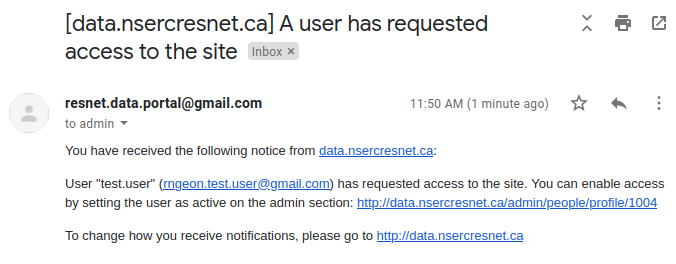 [data.nsercresnet.ca] A user has requested
access to the site Inbox ×
resnet.data.portal@gmail.com 11:50 AM (1 minute ago)
to admin
You have received the following notice from data.nsercresnet.ca:
User "test.user" (rngeon.test.user@gmail.com) has requested access to the site. You can enable access
by setting the user as active on the admin section: http://data.nsercresnet.ca/admin/people/profile/1004
To change how you receive notifications, please go to http://data.nsercresnet.ca